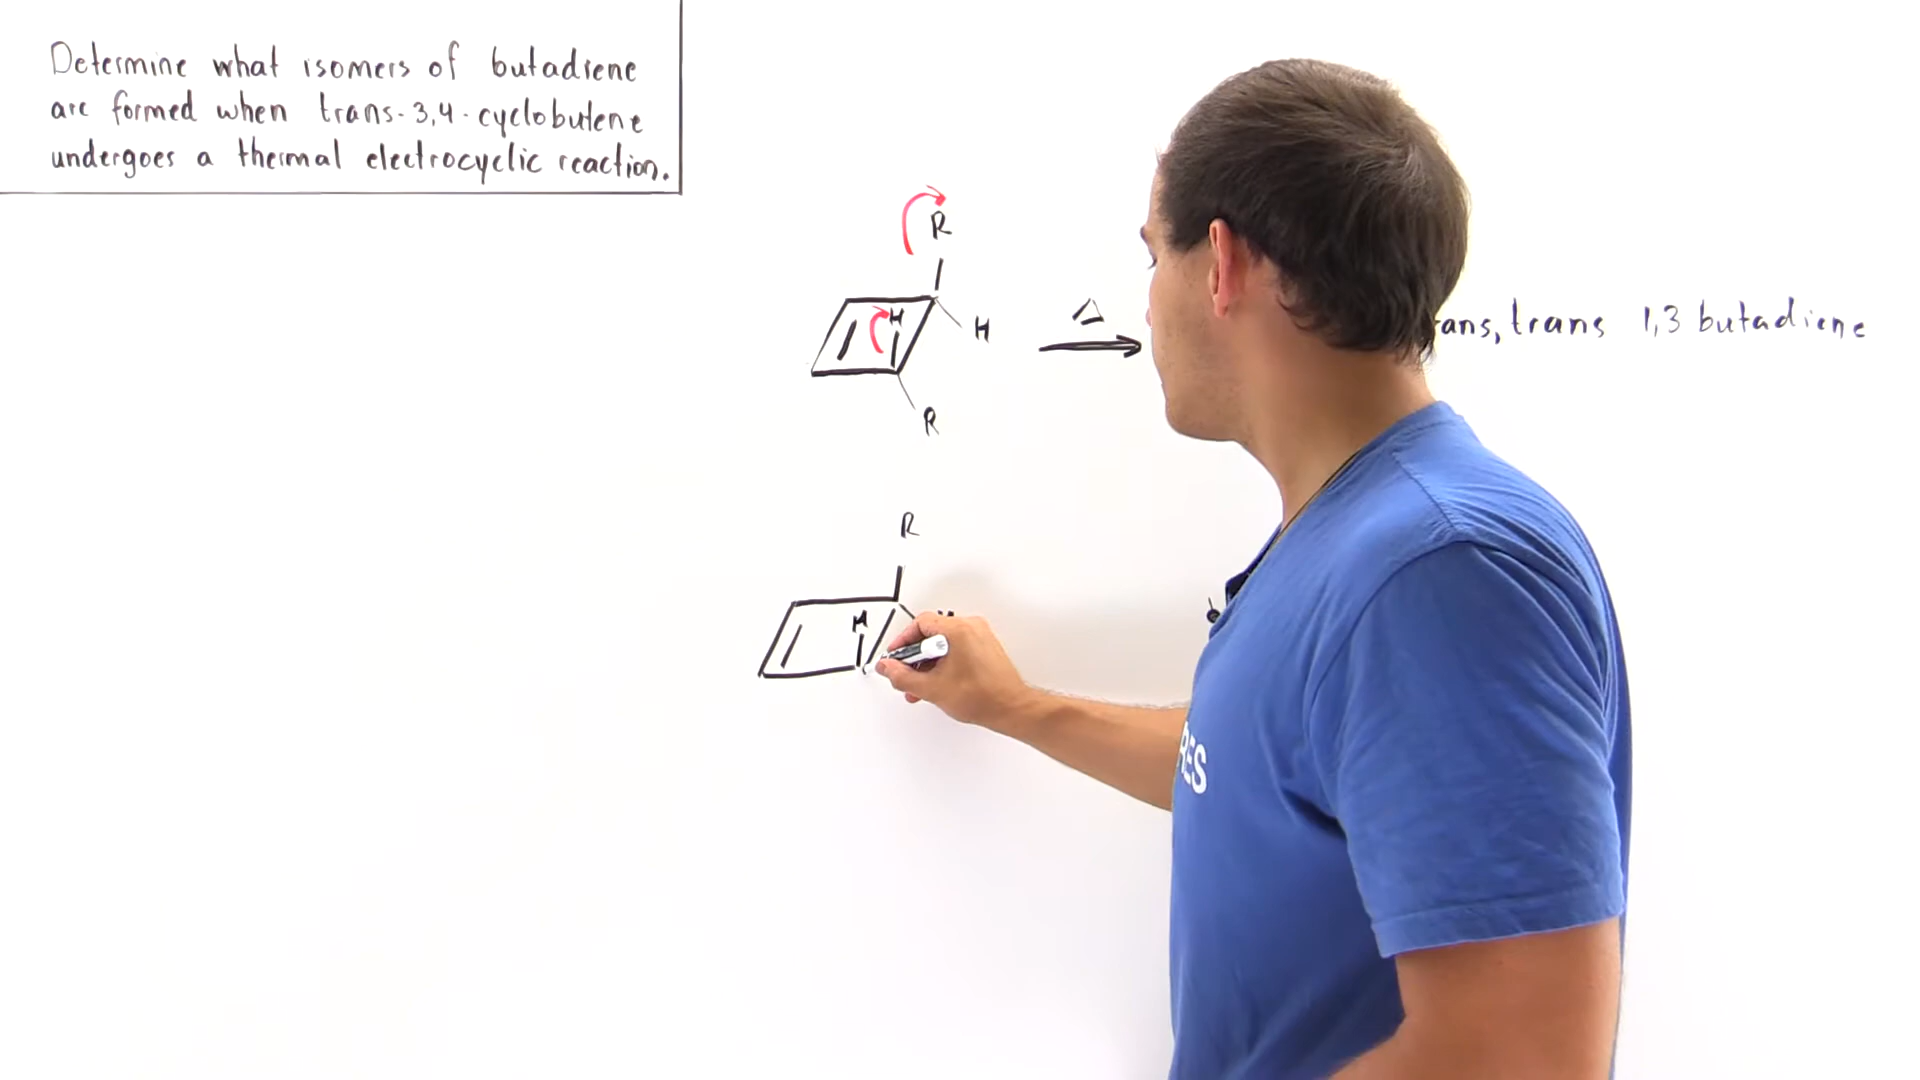 Determine what isomers of butadiene
are formed when trans-3,4-cyclobutene
undergoes a thermal electrocyclic reaction.
R
H
H
R
Δ
trans 1,3 butadiene
R
H
RES